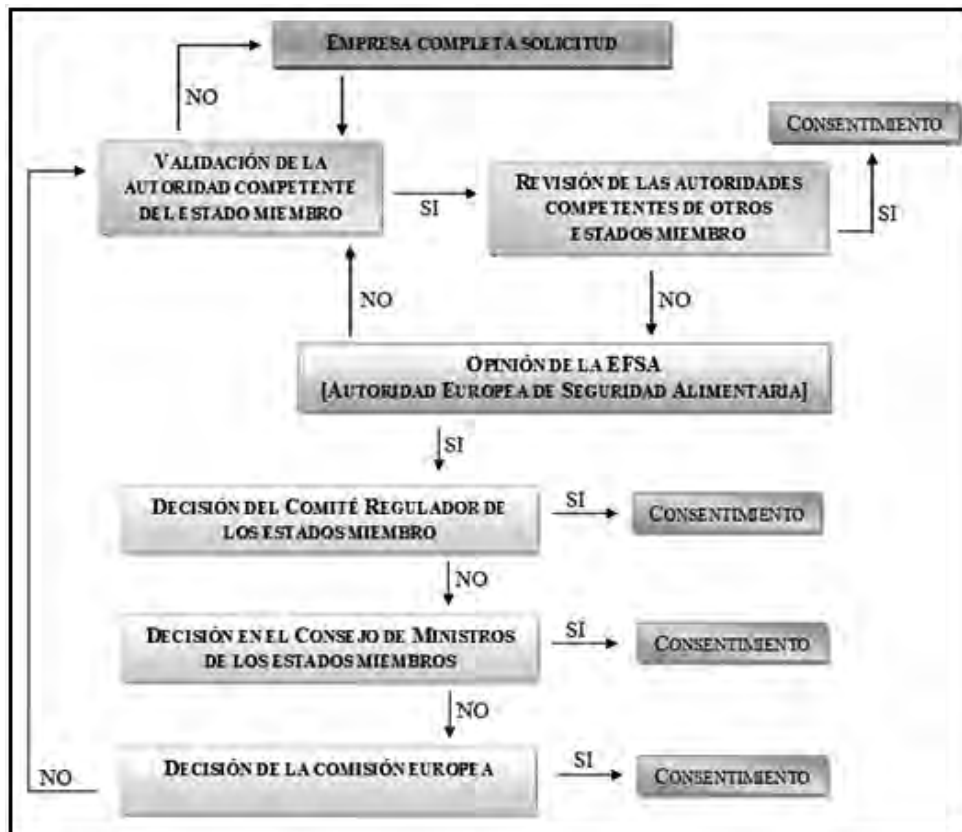 EMPRESA COMPLETA SOLICITUD
NO
CONSENTIMIENTO
VALIDACIÓN DE LA
AUTORIDAD COMPETENTE
DEL ESTADO MIEMBRO
SI
REVISIÓN DE LAS AUTORIDADES
COMPETENTES DE OTROS
ESTADOS MIEMBRO
SI
NO
NO
OPINIÓN DE LA EFSA
[AUTORIDAD EUROPEA DE SEGURIDAD ALIMENTARIA]
SI
DECISIÓN DEL COMITÉ REGULADOR DE
LOS ESTADOS MIEMBRO
SI
CONSENTIMIENTO
NO
DECISIÓN EN EL CONSEJO DE MINISTROS
DE LOS ESTADOS MIEMBROS
SI
CONSENTIMIENTO
NO
DECISIÓN DE LA COMISIÓN EUROPEA
SI
CONSENTIMIENTO
NO